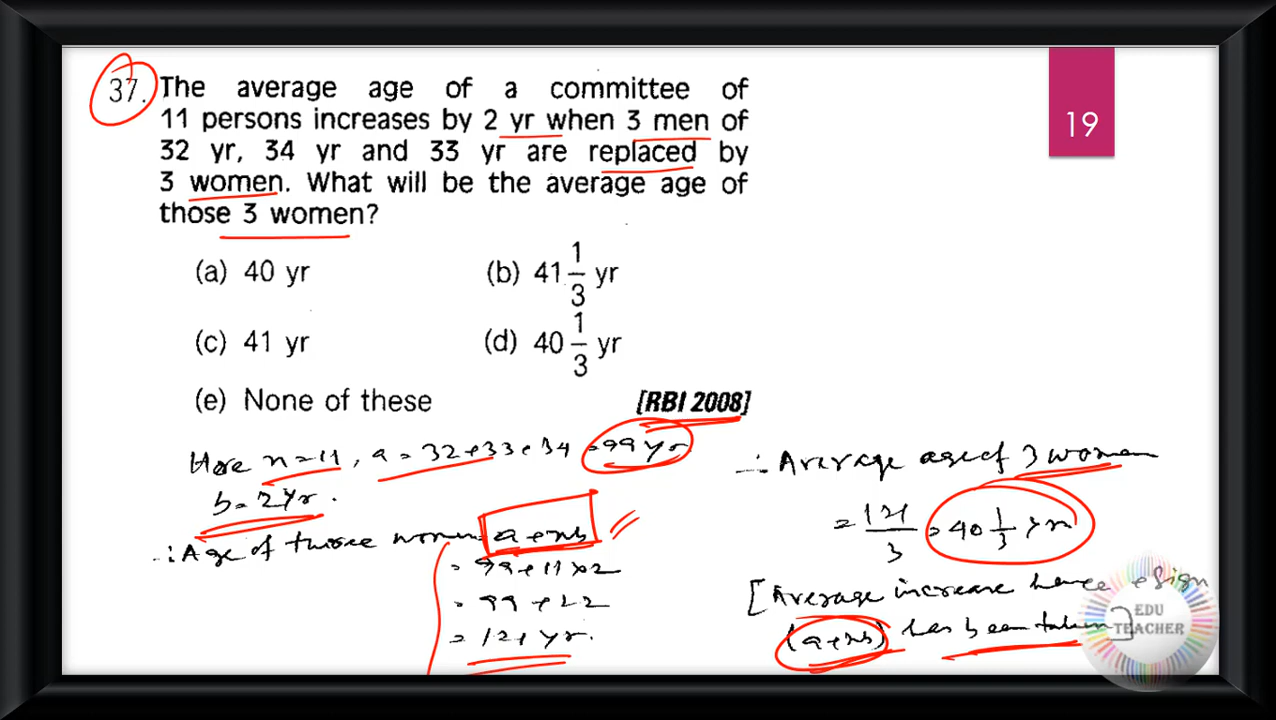 19
37. The average age of a committee of
11 persons increases by 2 yr when 3 men of
32 yr, 34 yr and 33 yr are replaced by
3 women. What will be the average age of
those 3 women?
(a) 40 yr (b) 41 1/3 yr
(c) 41 yr (d) 40 1/3 yr
(e) None of these [RBI 2008]
Here n=11, a = 32+33+34 = 99 yr
b = 2 yr.
∴ Age of three women = a+nb
= 99+11×2
= 99+22
= 121 yr.
∴ Average age of 3 women
= 121/3 = 40 1/3 yr
[Average increase hence + sign
(a+nb) has been taken]
EDU
TEACHER